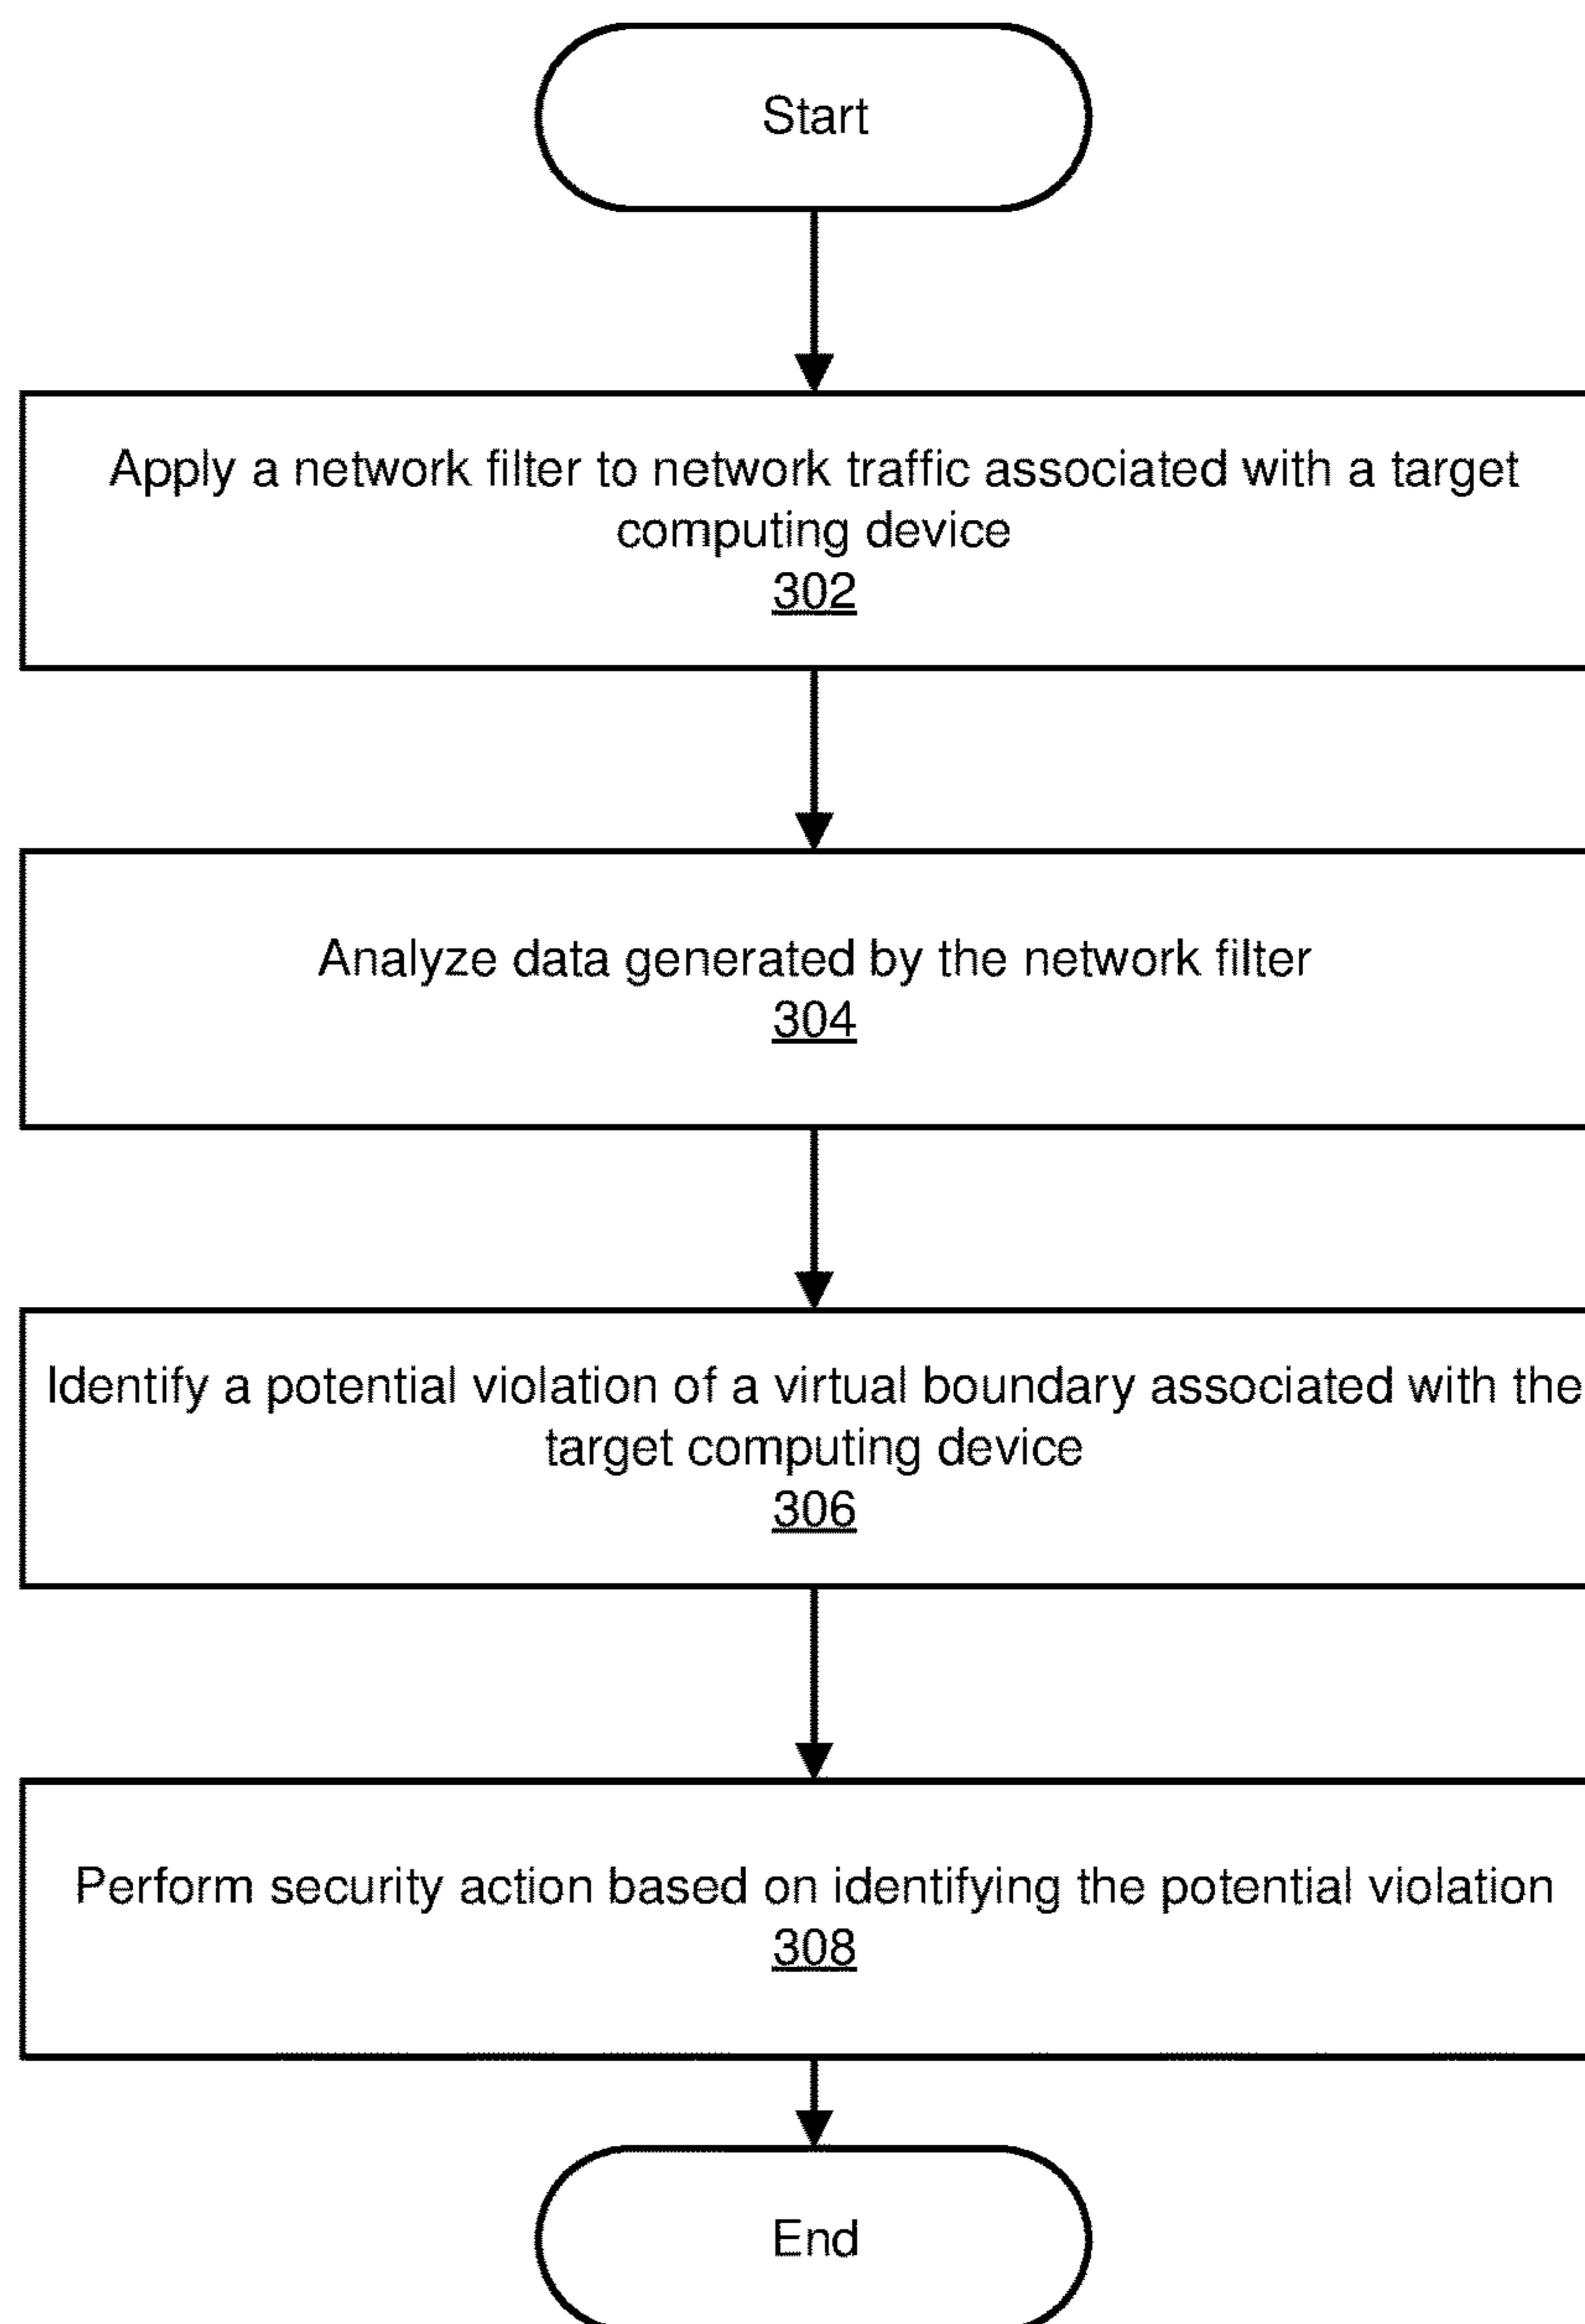 Start
Apply a network filter to network traffic associated with a target
computing device
302
Analyze data generated by the network filter
304
Identify a potential violation of a virtual boundary associated with the
target computing device
306
Perform security action based on identifying the potential violation
308
End